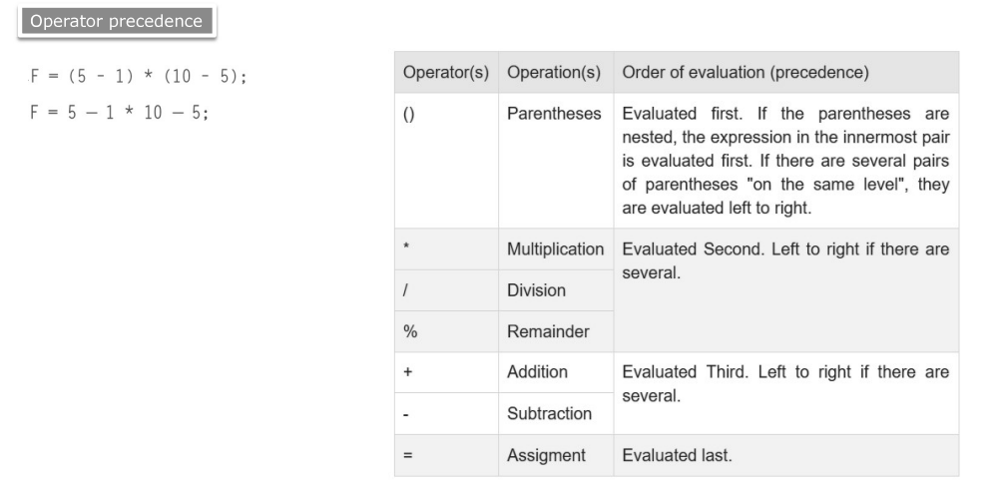 Operator precedence
F = (5 - 1) * (10 - 5);
F = 5 – 1 * 10 – 5;
Operator(s) Operation(s) Order of evaluation (precedence)
() Parentheses Evaluated first. If the parentheses are
nested, the expression in the innermost pair
is evaluated first. If there are several pairs
of parentheses "on the same level", they
are evaluated left to right.
* Multiplication Evaluated Second. Left to right if there are
several.
/ Division
% Remainder
+ Addition Evaluated Third. Left to right if there are
several.
- Subtraction
= Assigment Evaluated last.